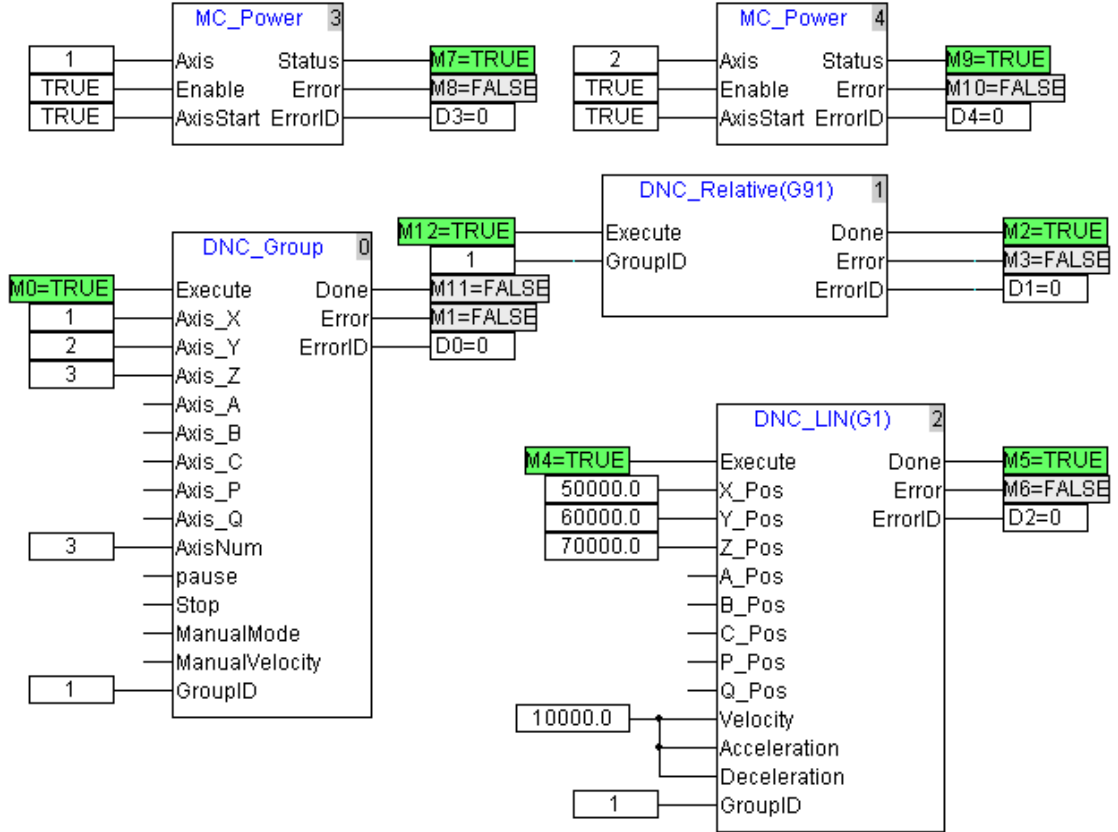 MC_Power 3
1 Axis Status M7=TRUE
TRUE Enable Error M8=FALSE
TRUE AxisStart ErrorID D3=0
MC_Power 4
2 Axis Status M9=TRUE
TRUE Enable Error M10=FALSE
TRUE AxisStart ErrorID D4=0
DNC_Relative(G91) 1
M12=TRUE Execute Done M2=TRUE
1 GroupID Error M3=FALSE
ErrorID D1=0
DNC_Group 0
M0=TRUE Execute Done M11=FALSE
1 Axis_X Error M1=FALSE
2 Axis_Y ErrorID D0=0
3 Axis_Z
Axis_A
Axis_B
Axis_C
Axis_P
Axis_Q
3 AxisNum
pause
Stop
ManualMode
ManualVelocity
1 GroupID
DNC_LIN(G1) 2
M4=TRUE Execute Done M5=TRUE
50000.0 X_Pos Error M6=FALSE
60000.0 Y_Pos ErrorID D2=0
70000.0 Z_Pos
A_Pos
B_Pos
C_Pos
P_Pos
Q_Pos
10000.0 Velocity
Acceleration
Deceleration
1 GroupID